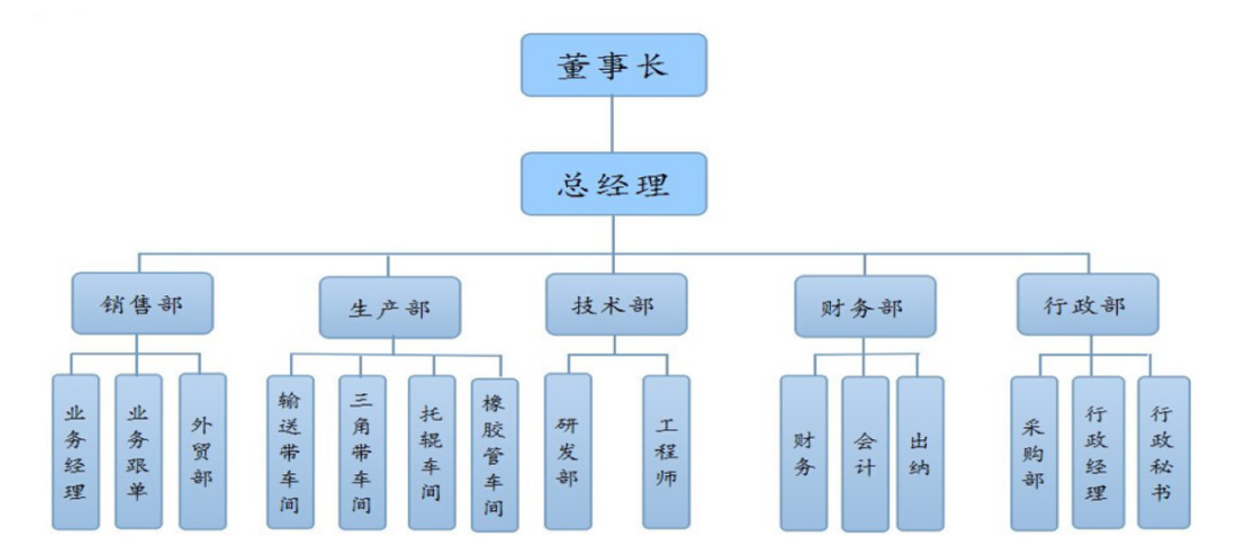 董事长
总经理
销售部
生产部
技术部
财务部
行政部
业务经理
业务跟单
外贸部
输送带车间
三角带车间
托辊车间
橡胶管车间
研发部
工程师
财务
会计
出纳
采购部
行政经理
行政秘书